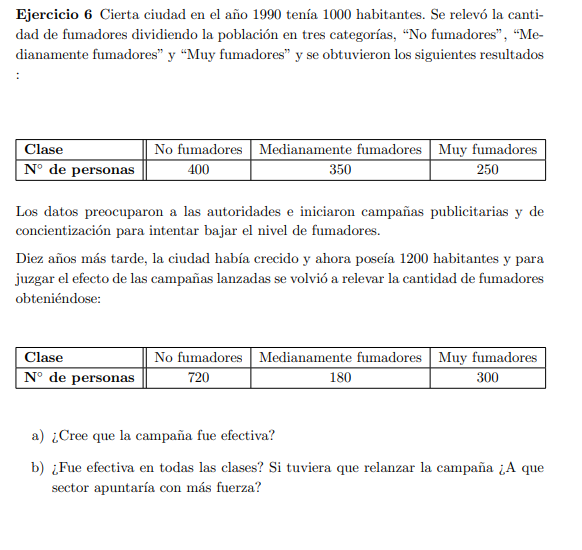 Ejercicio 6 Cierta ciudad en el año 1990 tenía 1000 habitantes. Se relevó la canti-
dad de fumadores dividiendo la población en tres categorías, “No fumadores”, “Me-
dianamente fumadores” y “Muy fumadores” y se obtuvieron los siguientes resultados
:
Clase No fumadores Medianamente fumadores Muy fumadores
N° de personas 400 350 250
Los datos preocuparon a las autoridades e iniciaron campañas publicitarias y de
concientización para intentar bajar el nivel de fumadores.
Diez años más tarde, la ciudad había crecido y ahora poseía 1200 habitantes y para
juzgar el efecto de las campañas lanzadas se volvió a relevar la cantidad de fumadores
obteniéndose:
Clase No fumadores Medianamente fumadores Muy fumadores
N° de personas 720 180 300
a) ¿Cree que la campaña fue efectiva?
b) ¿Fue efectiva en todas las clases? Si tuviera que relanzar la campaña ¿A que
sector apuntaría con más fuerza?